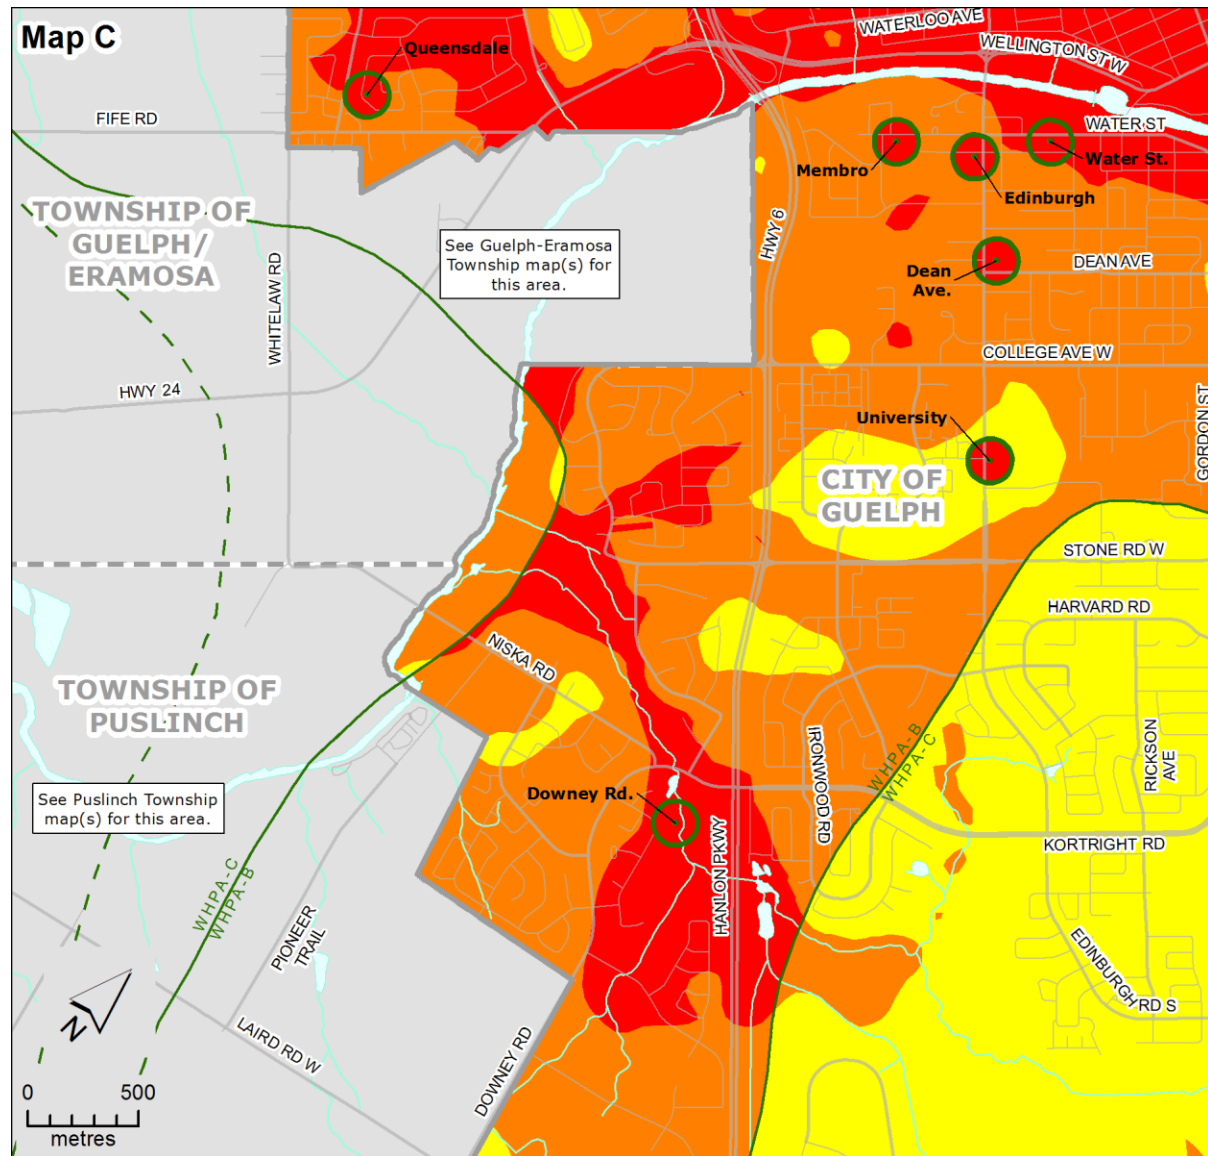 Map C
Queensdale
WATERLOO AVE
WELLINGTON ST W
FIFE RD
WATER ST
Membro
Water St.
Edinburgh
TOWNSHIP OF
GUELPH/
ERAMOSA
See Guelph-Eramosa
Township map(s) for
this area.
HWY 6
WHITELAW RD
Dean
Ave.
DEAN AVE
COLLEGE AVE W
HWY 24
GORDON ST
University
CITY OF
GUELPH
STONE RD W
HARVARD RD
NISKA RD
TOWNSHIP OF
PUSLINCH
IRONWOOD RD
WHPA-B
WHPA-C
RICKSON
AVE
See Puslinch Township
map(s) for this area.
Downey Rd.
HANLON PKWY
KORTRIGHT RD
WHPA-C
WHPA-B
PIONEER
TRAIL
EDINBURGH RD S
N
LAIRD RD W
DOWNEY RD
0 500
metres